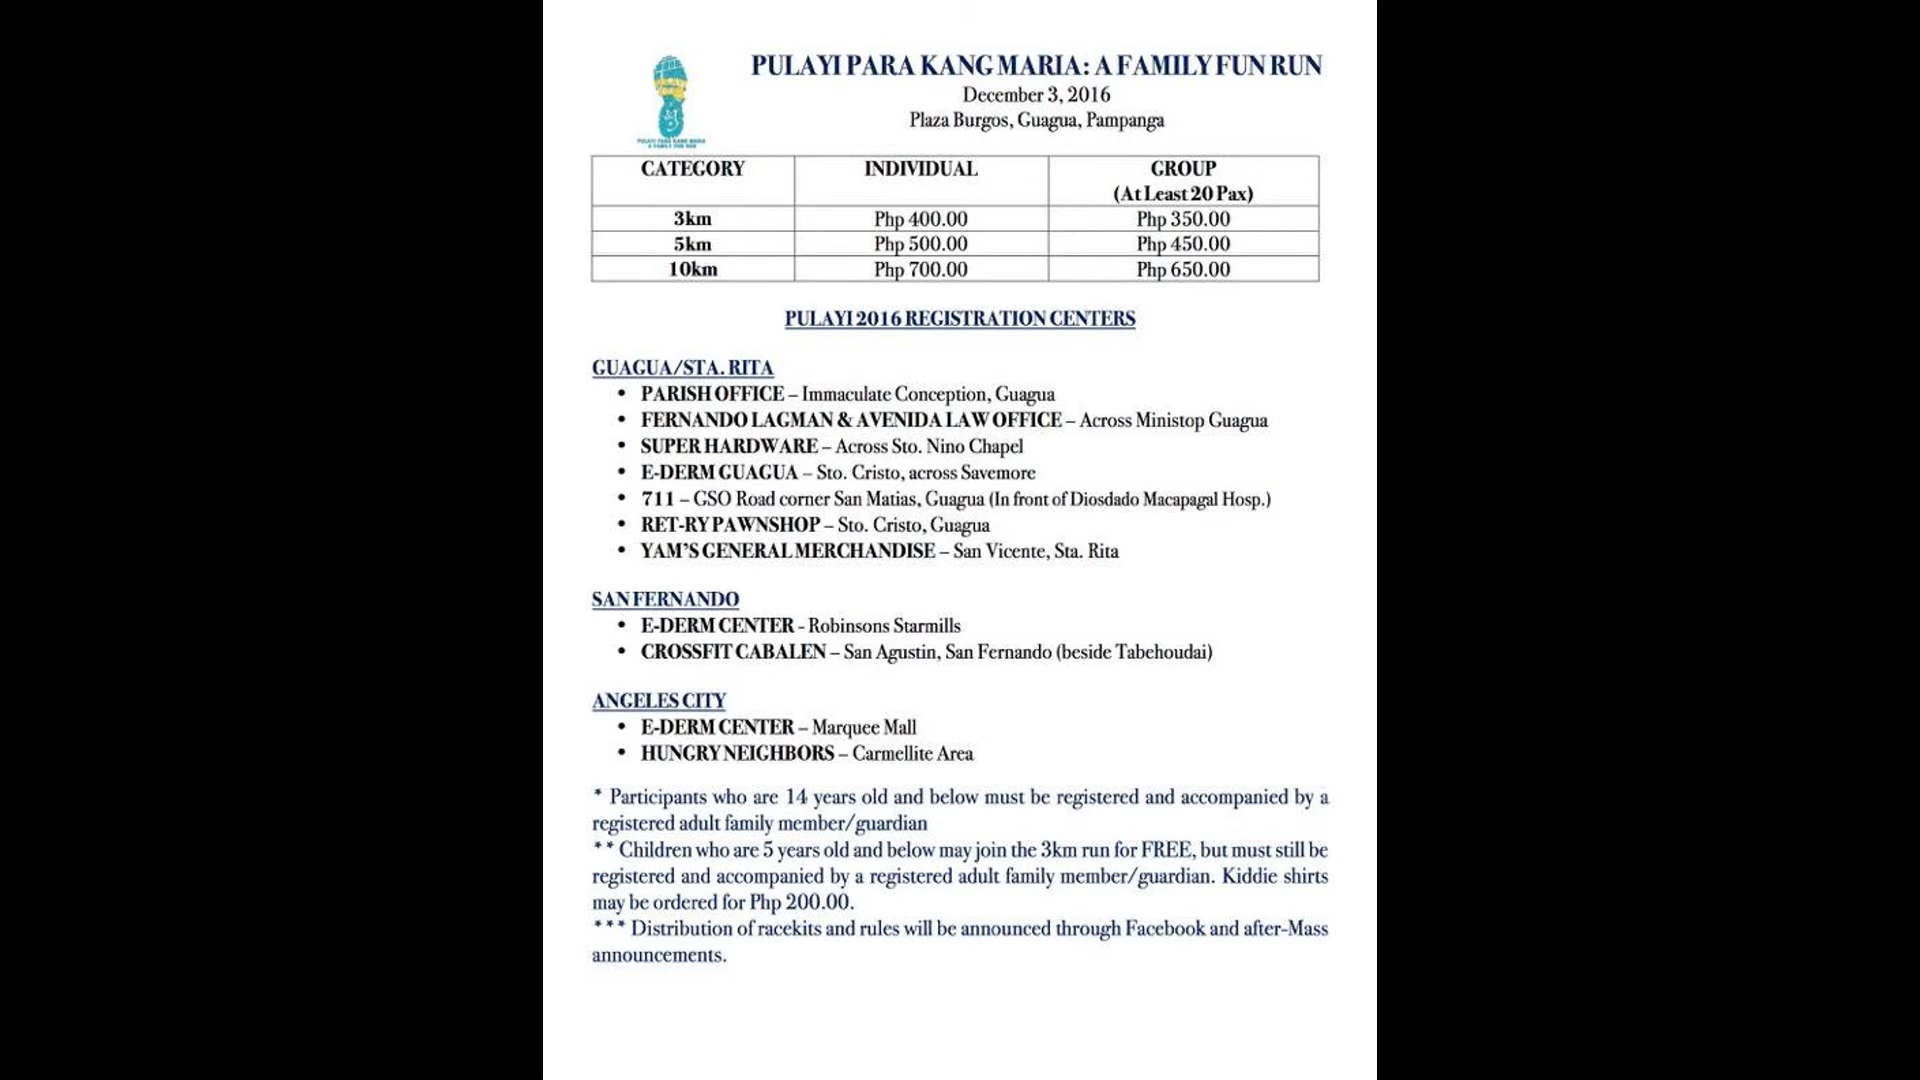 PULAYI PARA KANG MARIA: A FAMILY FUN RUN
December 3, 2016
Plaza Burgos, Guagua, Pampanga
PULAYI PARA KANG MARIA
A FAMILY FUN RUN
CATEGORY INDIVIDUAL GROUP
(At Least 20 Pax)
3km Php 400.00 Php 350.00
5km Php 500.00 Php 450.00
10km Php 700.00 Php 650.00
PULAYI 2016 REGISTRATION CENTERS
GUAGUA/STA. RITA
• PARISH OFFICE – Immaculate Conception, Guagua
• FERNANDO LAGMAN & AVENIDA LAW OFFICE – Across Ministop Guagua
• SUPER HARDWARE – Across Sto. Nino Chapel
• E-DERM GUAGUA – Sto. Cristo, across Savemore
• 711 – GSO Road corner San Matias, Guagua (In front of Diosdado Macapagal Hosp.)
• RET-RY PAWNSHOP – Sto. Cristo, Guagua
• YAM'S GENERAL MERCHANDISE – San Vicente, Sta. Rita
SAN FERNANDO
• E-DERM CENTER - Robinsons Starmills
• CROSSFIT CABALEN – San Agustin, San Fernando (beside Tabehoudai)
ANGELES CITY
• E-DERM CENTER – Marquee Mall
• HUNGRY NEIGHBORS – Carmellite Area
* Participants who are 14 years old and below must be registered and accompanied by a
registered adult family member/guardian
** Children who are 5 years old and below may join the 3km run for FREE, but must still be
registered and accompanied by a registered adult family member/guardian. Kiddie shirts
may be ordered for Php 200.00.
*** Distribution of racekits and rules will be announced through Facebook and after-Mass
announcements.